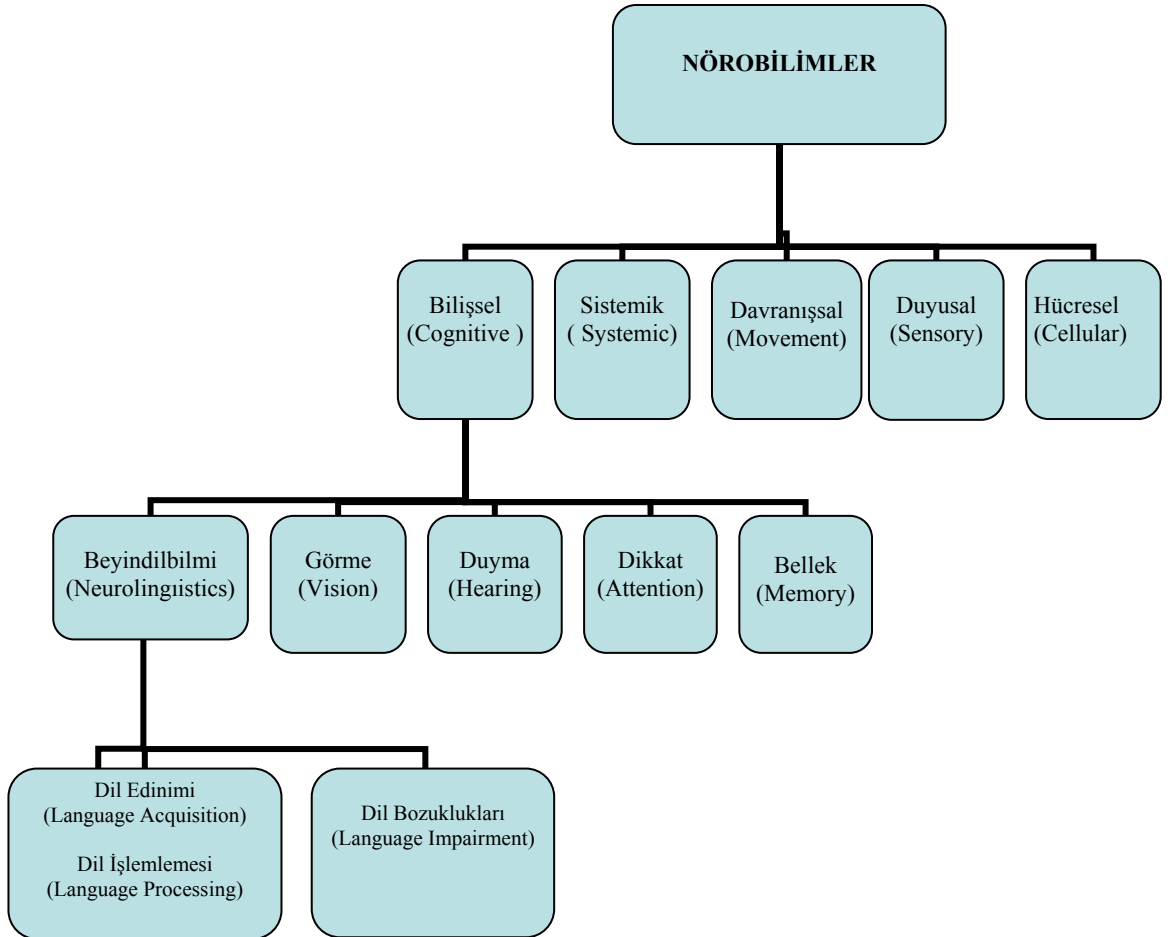 NÖROBİLİMLER
Bilişsel
(Cognitive )
Sistemik
( Systemic)
Davranışsal
(Movement)
Duyusal
(Sensory)
Hücresel
(Cellular)
Beyindilbilmi
(Neurolingıistics)
Görme
(Vision)
Duyma
(Hearing)
Dikkat
(Attention)
Bellek
(Memory)
Dil Edinimi
(Language Acquisition)
Dil İşlemlemesi
(Language Processing)
Dil Bozuklukları
(Language Impairment)